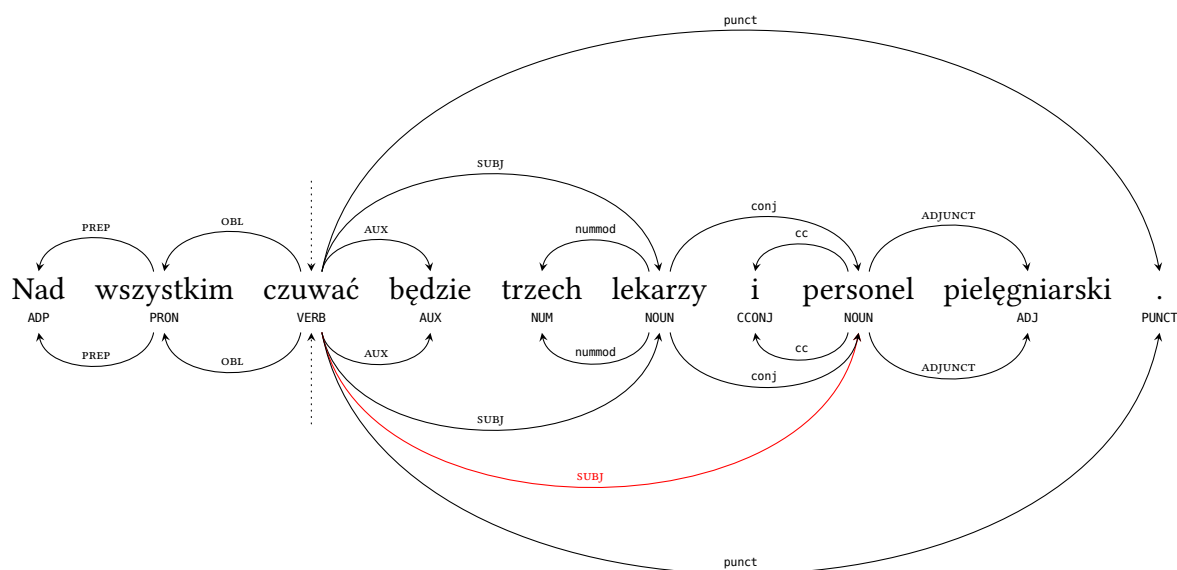 punct
SUBJ
conj
PREP OBL AUX nummod cc ADJUNCT
Nad wszystkim czuwać będzie trzech lekarzy i personel pielęgniarski .
ADP PRON VERB AUX NUM NOUN CCONJ NOUN ADJ PUNCT
PREP OBL AUX nummod cc ADJUNCT
conj
SUBJ
SUBJ
punct